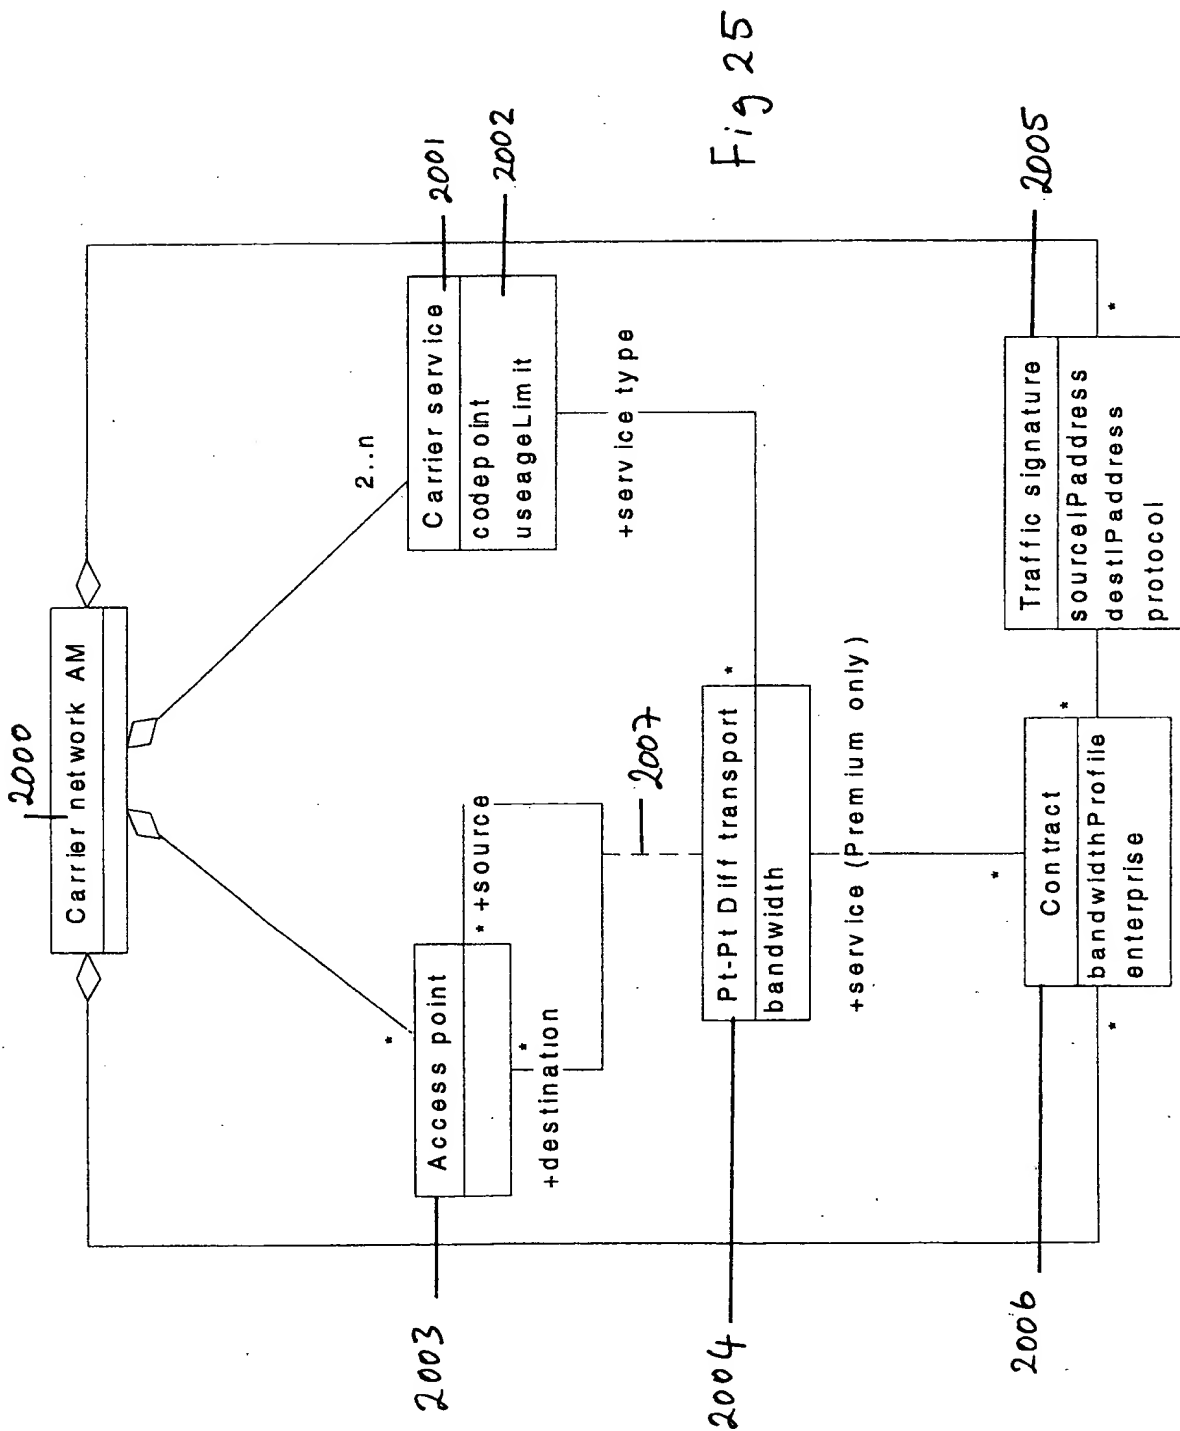 2000
Carrier network AM
2..n
Carrier service
codepoint
useageLimit
2001
2002
+service type
*
Access point
* +source
*
+destination
2003
2007
Pt-Pt Diff transport
bandwidth
*
2004
+service (Premium only)
*
Contract
bandwidthProfile
enterprise
*
*
2006
Traffic signature
sourceIPaddress
destIPaddress
protocol
*
2005
Fig 25